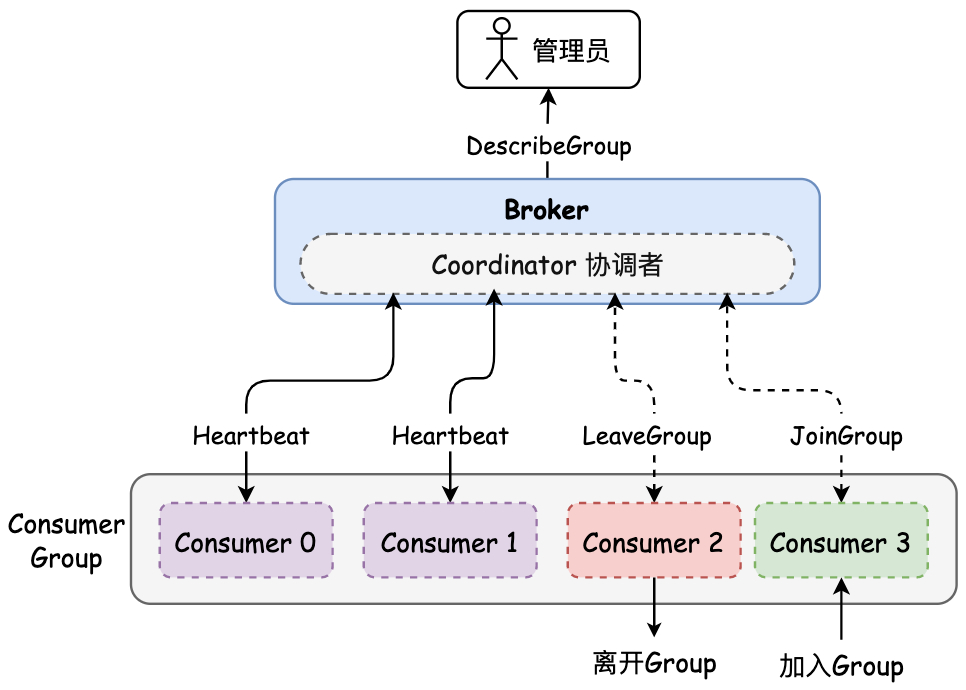 管理员
DescribeGroup
Broker
Coordinator 协调者
Heartbeat
Heartbeat
LeaveGroup
JoinGroup
Consumer
Group
Consumer 0
Consumer 1
Consumer 2
Consumer 3
离开Group
加入Group